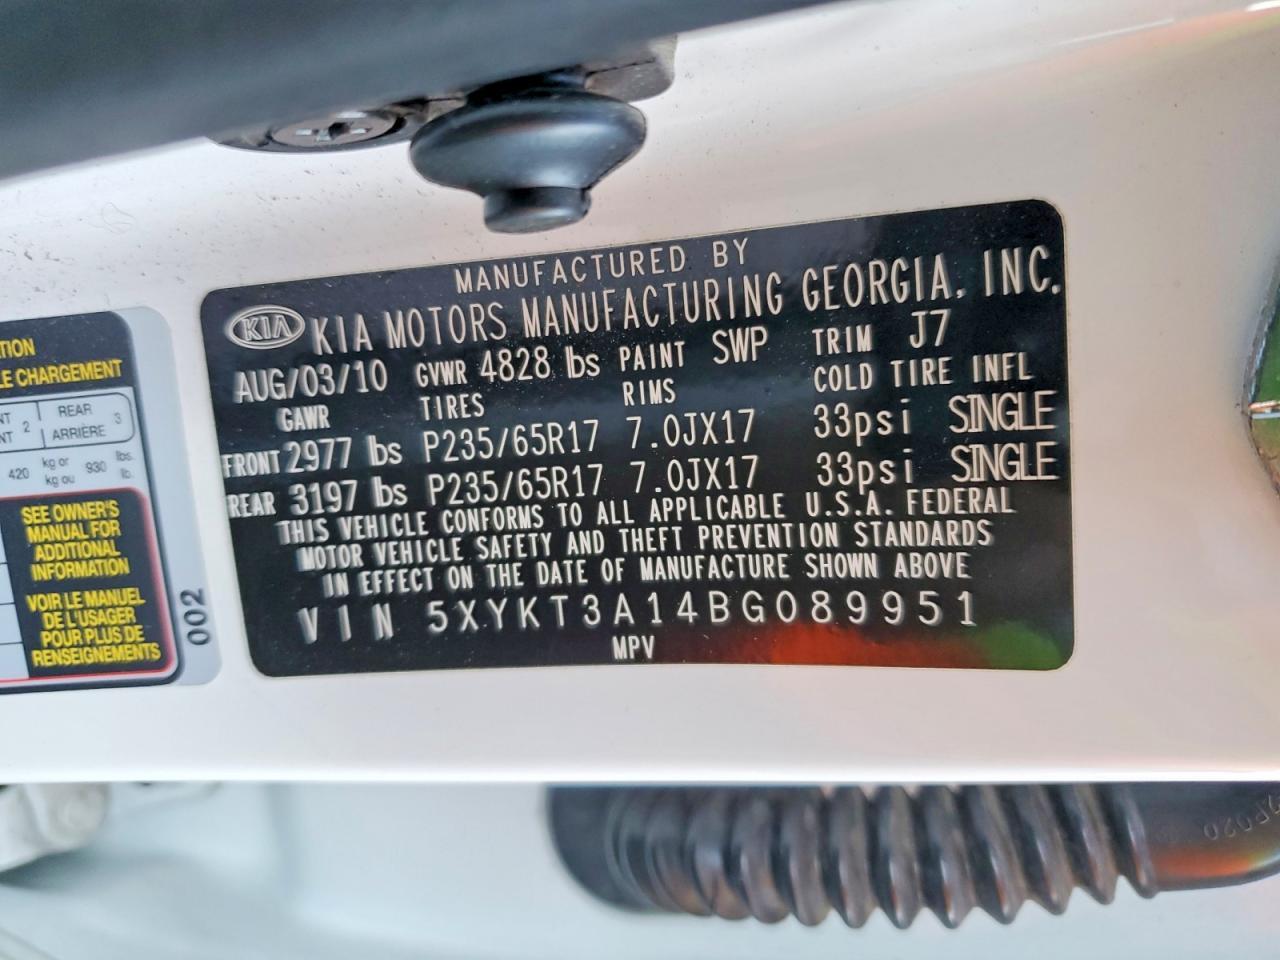 MANUFACTURED BY
KIA KIA MOTORS MANUFACTURING GEORGIA, INC.
AUG/03/10 GVWR 4828 lbs PAINT SWP TRIM J7
GAWR TIRES RIMS COLD TIRE INFL
FRONT 2977 lbs P235/65R17 7.0JX17 33psi SINGLE
REAR 3197 lbs P235/65R17 7.0JX17 33psi SINGLE
THIS VEHICLE CONFORMS TO ALL APPLICABLE U.S.A. FEDERAL
MOTOR VEHICLE SAFETY AND THEFT PREVENTION STANDARDS
IN EFFECT ON THE DATE OF MANUFACTURE SHOWN ABOVE
VIN 5XYKT3A14BG089951
MPV
CHARGEMENT
2 REAR 3
ARRIÈRE
420 kg or 930 lbs.
kg ou lb.
SEE OWNER'S
MANUAL FOR
ADDITIONAL
INFORMATION
VOIR LE MANUEL
DE L'USAGER
POUR PLUS DE
RENSEIGNEMENTS
002